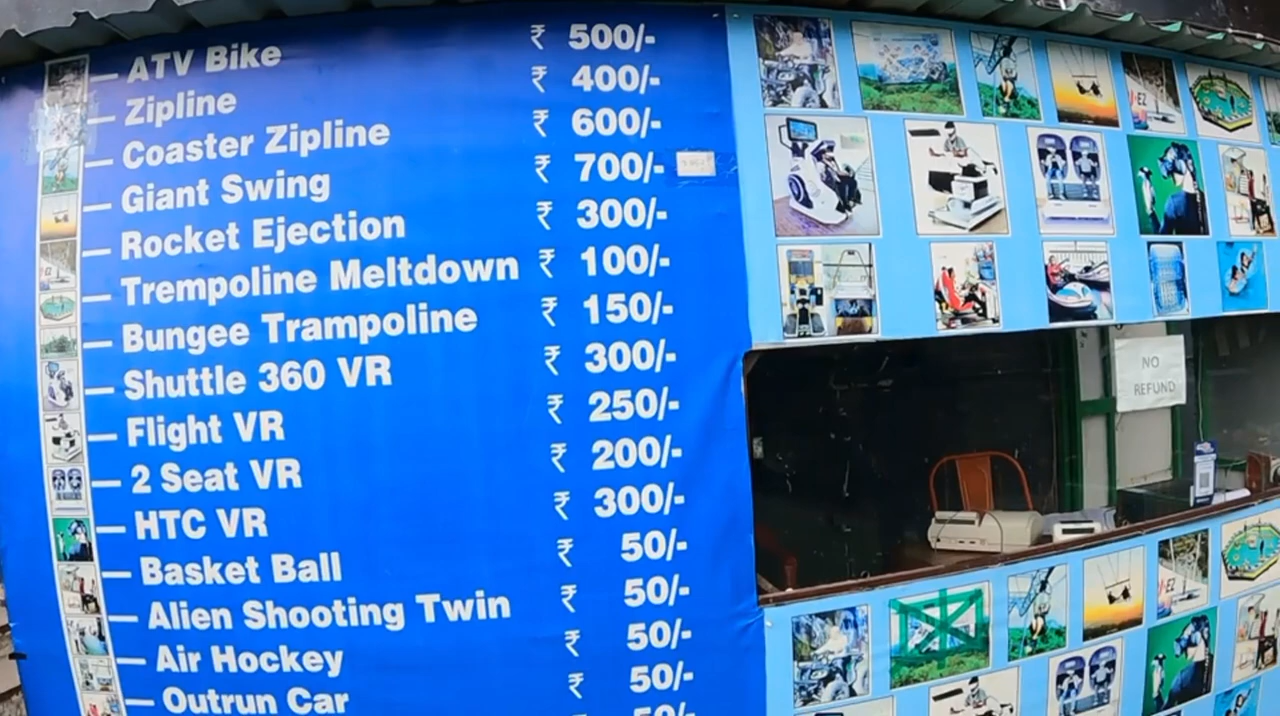 ATV Bike ₹ 500/-
Zipline ₹ 400/-
Coaster Zipline ₹ 600/-
Giant Swing ₹ 700/-
Rocket Ejection ₹ 300/-
Trempoline Meltdown ₹ 100/-
Bungee Trampoline ₹ 150/-
Shuttle 360 VR ₹ 300/-
Flight VR ₹ 250/-
2 Seat VR ₹ 200/-
HTC VR ₹ 300/-
Basket Ball ₹ 50/-
Alien Shooting Twin ₹ 50/-
Air Hockey ₹ 50/-
Outrun Car ₹ 50/-
50/-
NO
REFUND